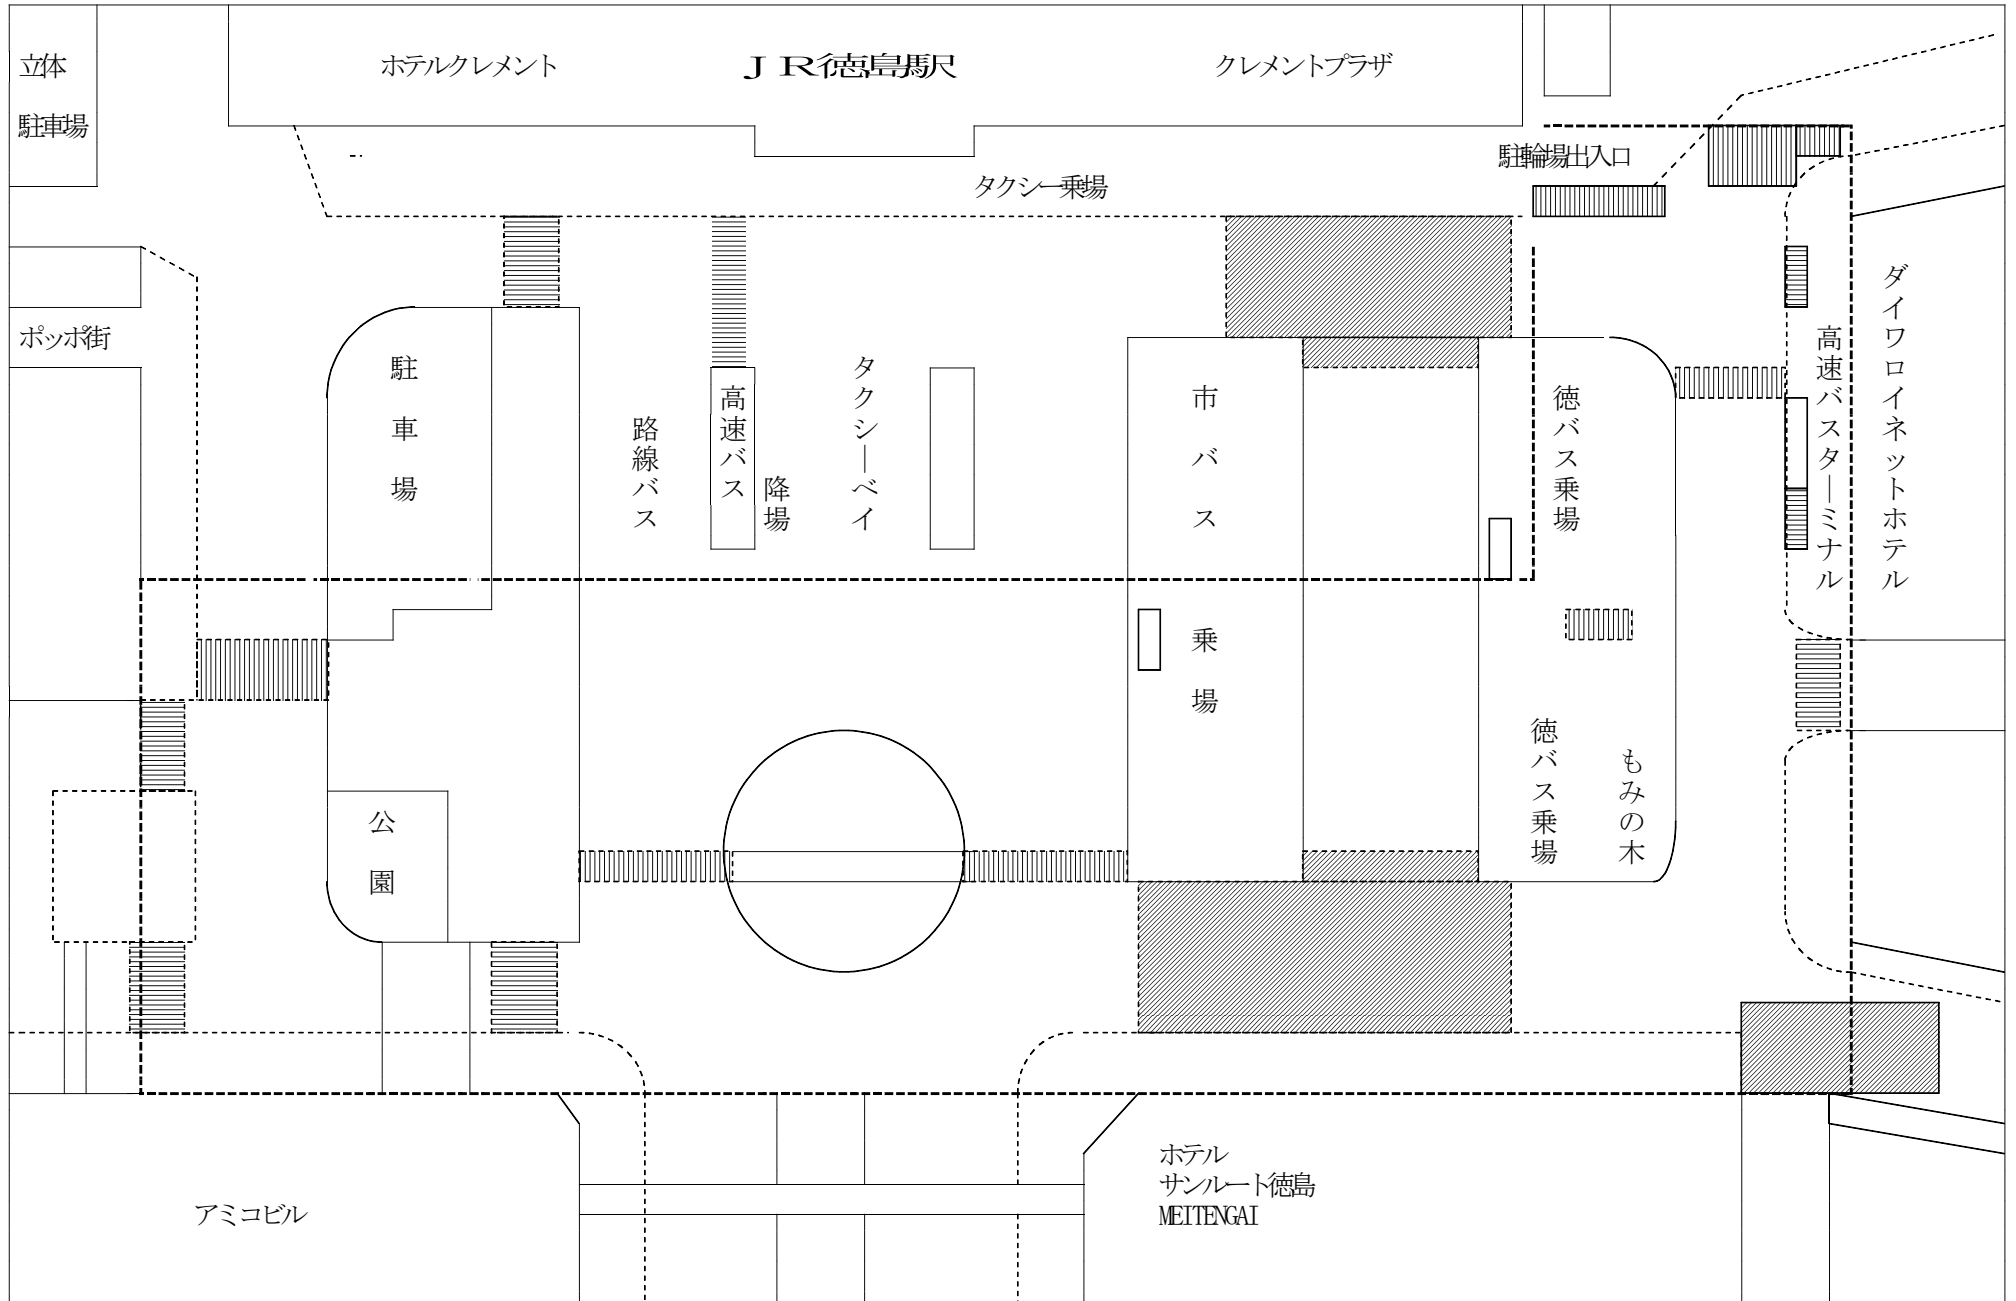 立体
駐車場
ホテルクレメント
ＪＲ徳島駅
クレメントプラザ
駐輪場出入口
タクシー乗場
ポッポ街
駐車場
路線バス
高速バス
降場
タクシーベイ
市バス
乗場
徳バス乗場
高速バスターミナル
ダイワロイネットホテル
徳バス乗場
もみの木
公園
アミコビル
ホテル
サンルート徳島
MEITENGAI